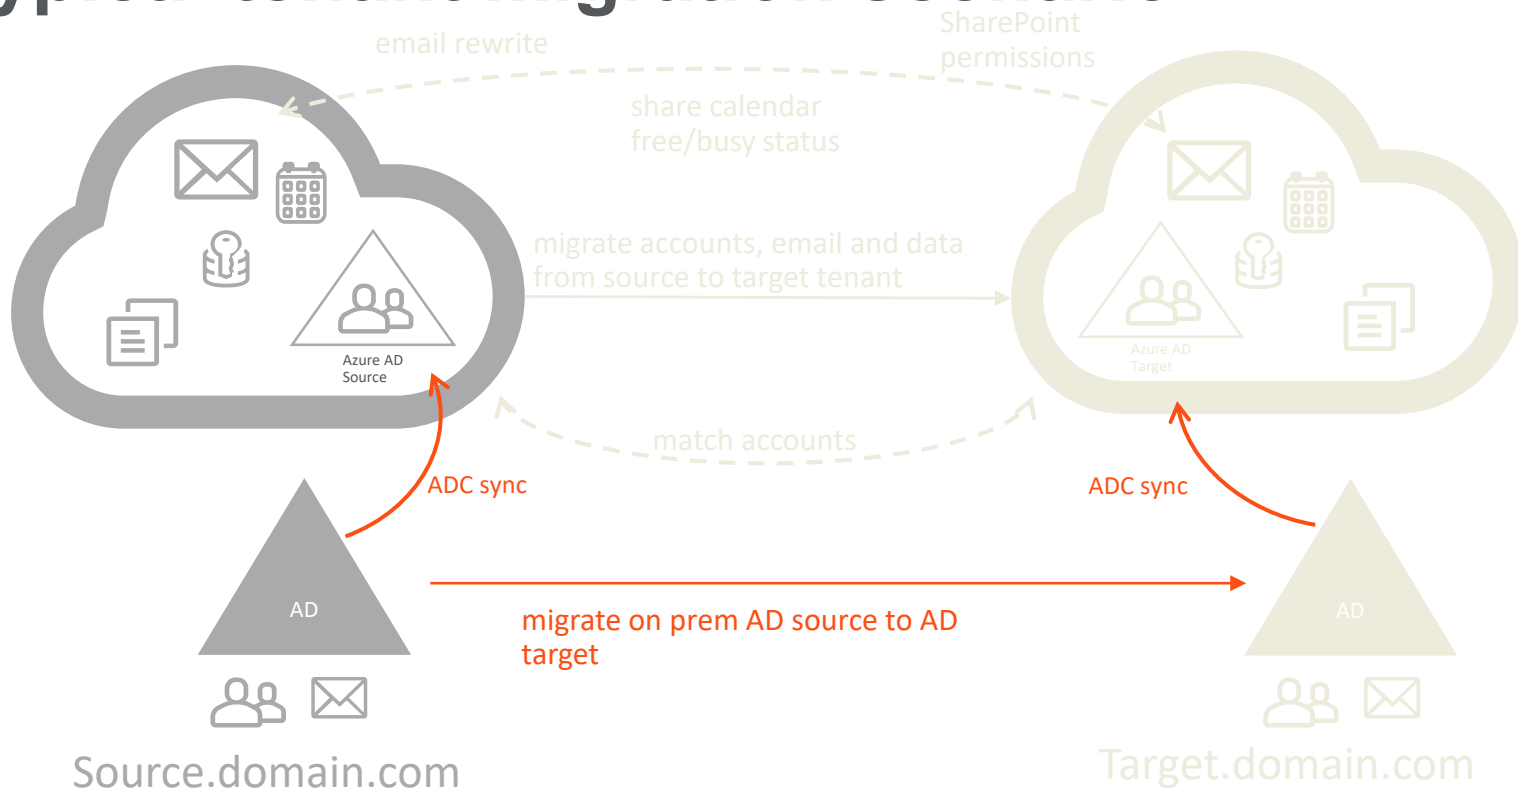 migration scenario
email rewrite
SharePoint
permissions
share calendar
free/busy status
migrate accounts, email and data
from source to target tenant
Azure AD
Source
Azure AD
Target
match accounts
ADC sync
ADC sync
AD
AD
migrate on prem AD source to AD
target
Source.domain.com
Target.domain.com